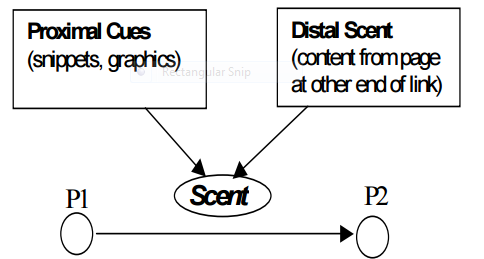 Proximal Cues
(snippets, graphics)
Distal Scent
(content from page
at other end of link)
Rectangular Snip
Scent
P1
P2